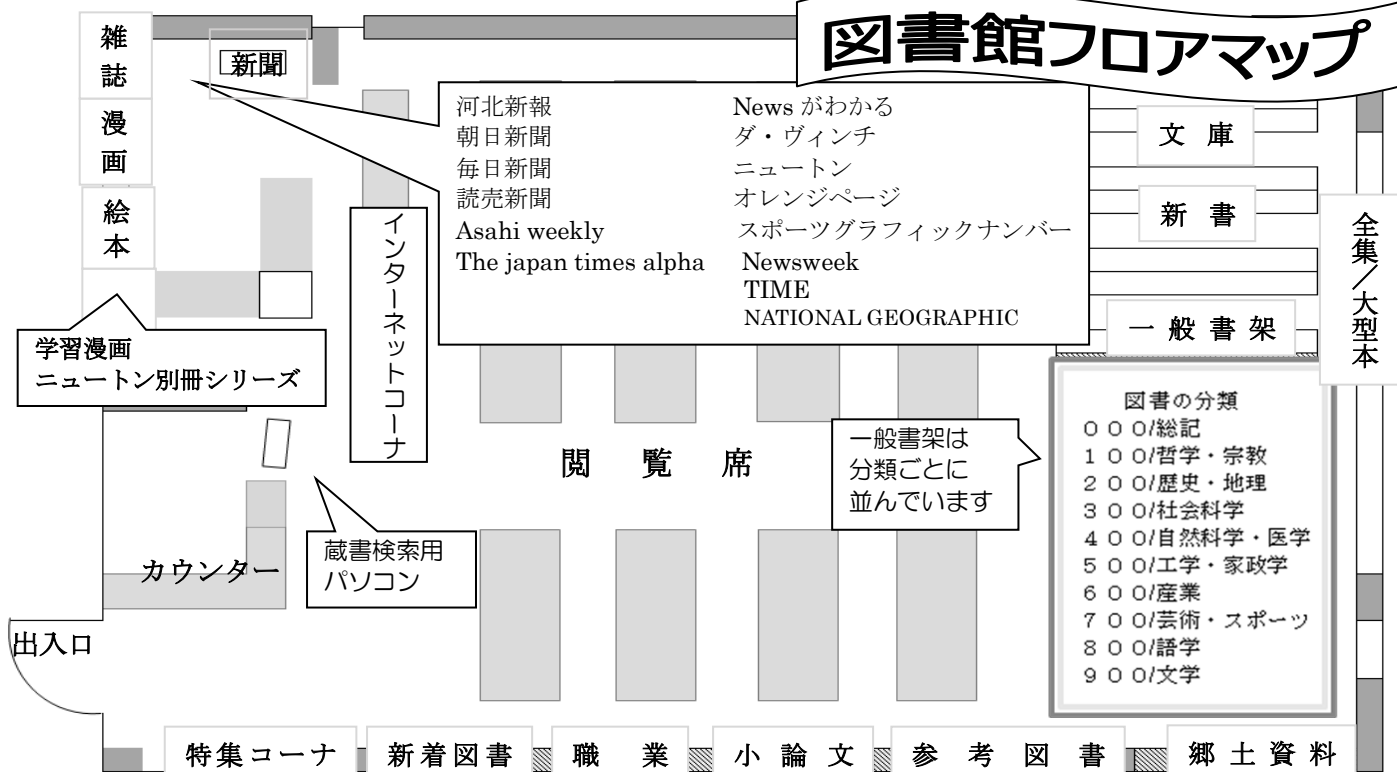 図書館フロアマップ
雑誌
新聞
漫画
絵本
河北新報
朝日新聞
毎日新聞
読売新聞
Asahi weekly
The japan times alpha
News がわかる
ダ・ヴィンチ
ニュートン
オレンジページ
スポーツグラフィックナンバー
Newsweek
TIME
NATIONAL GEOGRAPHIC
文庫
新書
一般書架
全集/大型本
インターネットコーナ
学習漫画
ニュートン別冊シリーズ
閲覧席
一般書架は
分類ごとに
並んでいます
図書の分類
000/総記
100/哲学・宗教
200/歴史・地理
300/社会科学
400/自然科学・医学
500/工学・家政学
600/産業
700/芸術・スポーツ
800/語学
900/文学
蔵書検索用
パソコン
カウンター
出入口
特集コーナ
新着図書
職業
小論文
参考図書
郷土資料